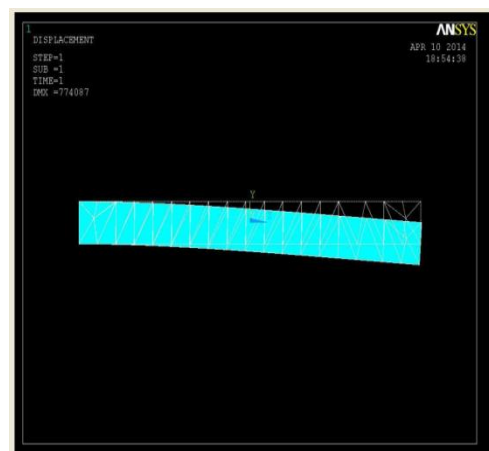 1
DISPLACEMENT
STEP=1
SUB =1
TIME=1
DMX =774087
ANSYS
APR 10 2014
18:54:38
Y